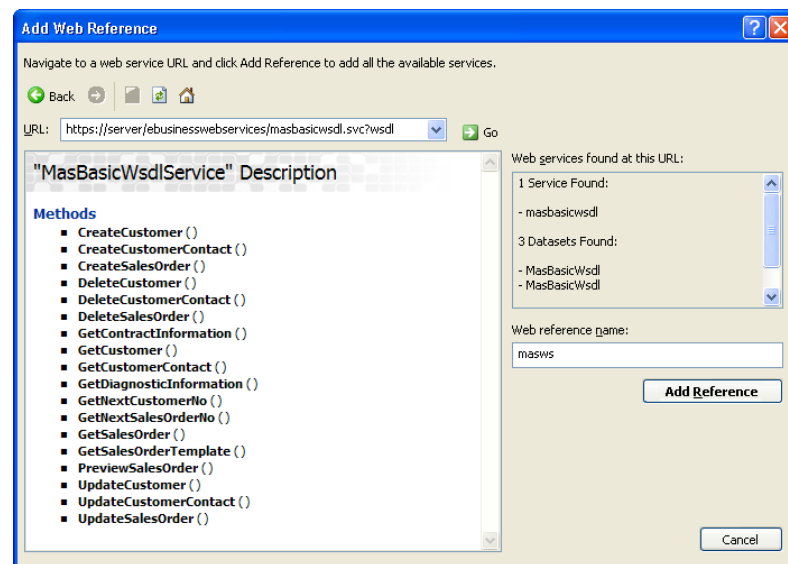 Add Web Reference
Navigate to a web service URL and click Add Reference to add all the available services.
Back
URL: https://server/ebusinesswebservices/masbasicwsdl.svc?wsdl Go
"MasBasicWsdlService" Description
Methods
CreateCustomer ()
CreateCustomerContact ()
CreateSalesOrder ()
DeleteCustomer ()
DeleteCustomerContact ()
DeleteSalesOrder ()
GetContractInformation ()
GetCustomer ()
GetCustomerContact ()
GetDiagnosticInformation ()
GetNextCustomerNo ()
GetNextSalesOrderNo ()
GetSalesOrder ()
GetSalesOrderTemplate ()
PreviewSalesOrder ()
UpdateCustomer ()
UpdateCustomerContact ()
UpdateSalesOrder ()
Web services found at this URL:
1 Service Found:
- masbasicwsdl
3 Datasets Found:
- MasBasicWsdl
- MasBasicWsdl
Web reference name:
masws
Add Reference
Cancel